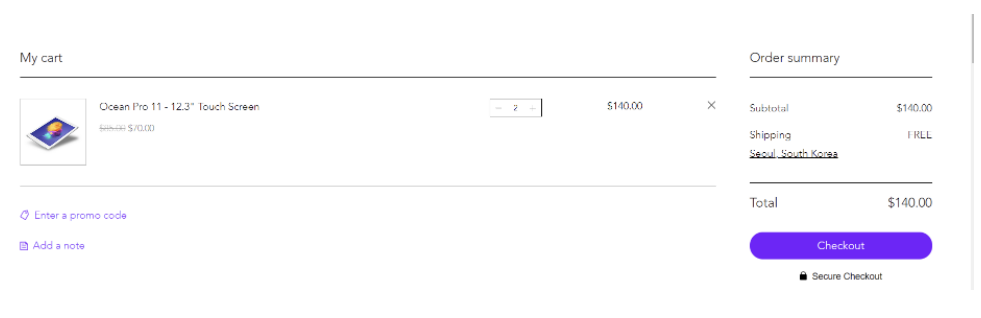 My cart
Order summary
Ocean Pro 11 - 12.3" Touch Screen
$85.00 $70.00
− 2 +
$140.00
×
Subtotal $140.00
Shipping FREE
Seoul, South Korea
Enter a promo code
Add a note
Total $140.00
Checkout
Secure Checkout